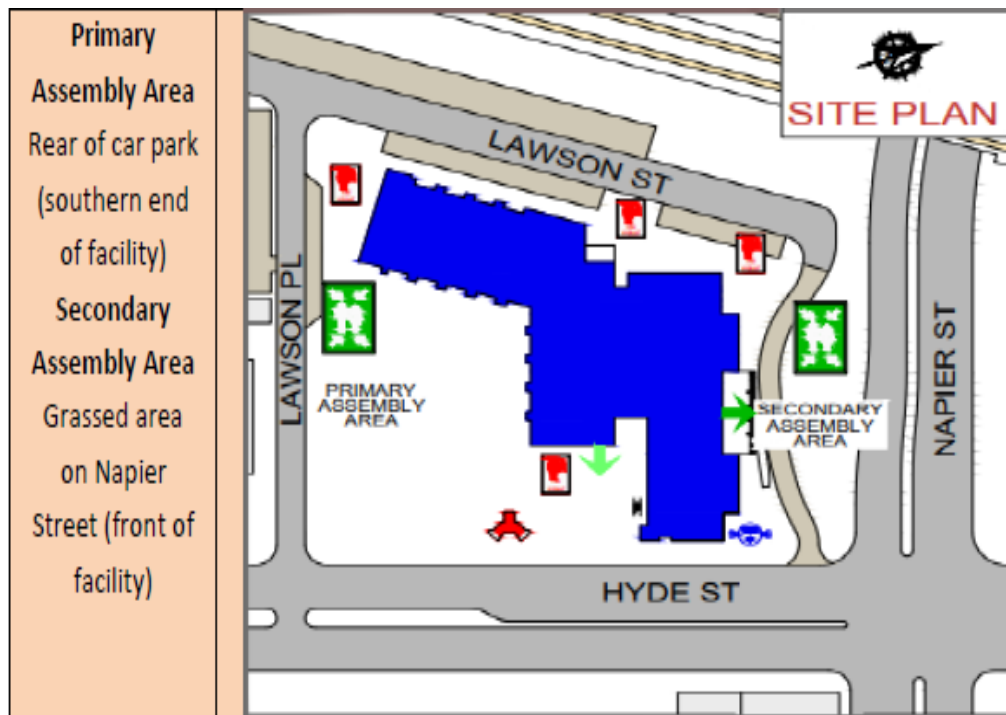 Primary
Assembly Area
Rear of car park
(southern end
of facility)
Secondary
Assembly Area
Grassed area
on Napier
Street (front of
facility)
SITE PLAN
LAWSON ST
LAWSON PL
PRIMARY
ASSEMBLY
AREA
SECONDARY
ASSEMBLY
AREA
NAPIER ST
HYDE ST